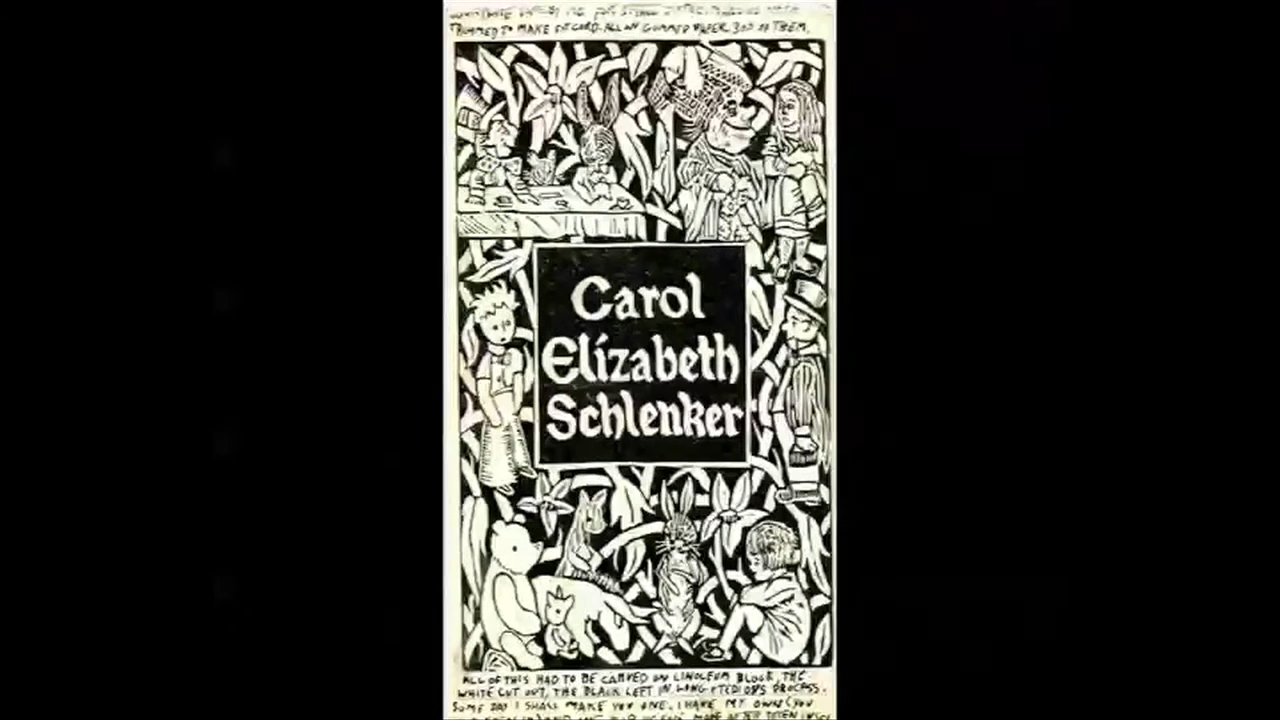 TRIMMED TO MAKE RECORD. ALL ON GUMMED PAPER. 300 OF THEM.
Carol
Elizabeth
Schlenker
ALL OF THIS HAD TO BE CARVED ON LINOLEUM BLOCK, THE
WHITE CUT OUT, THE BLACK LEFT IN. LONG & TEDIOUS PROCESS.
SOME DAY I SHALL MAKE YOU ONE. I HAVE MY OWN (YOU